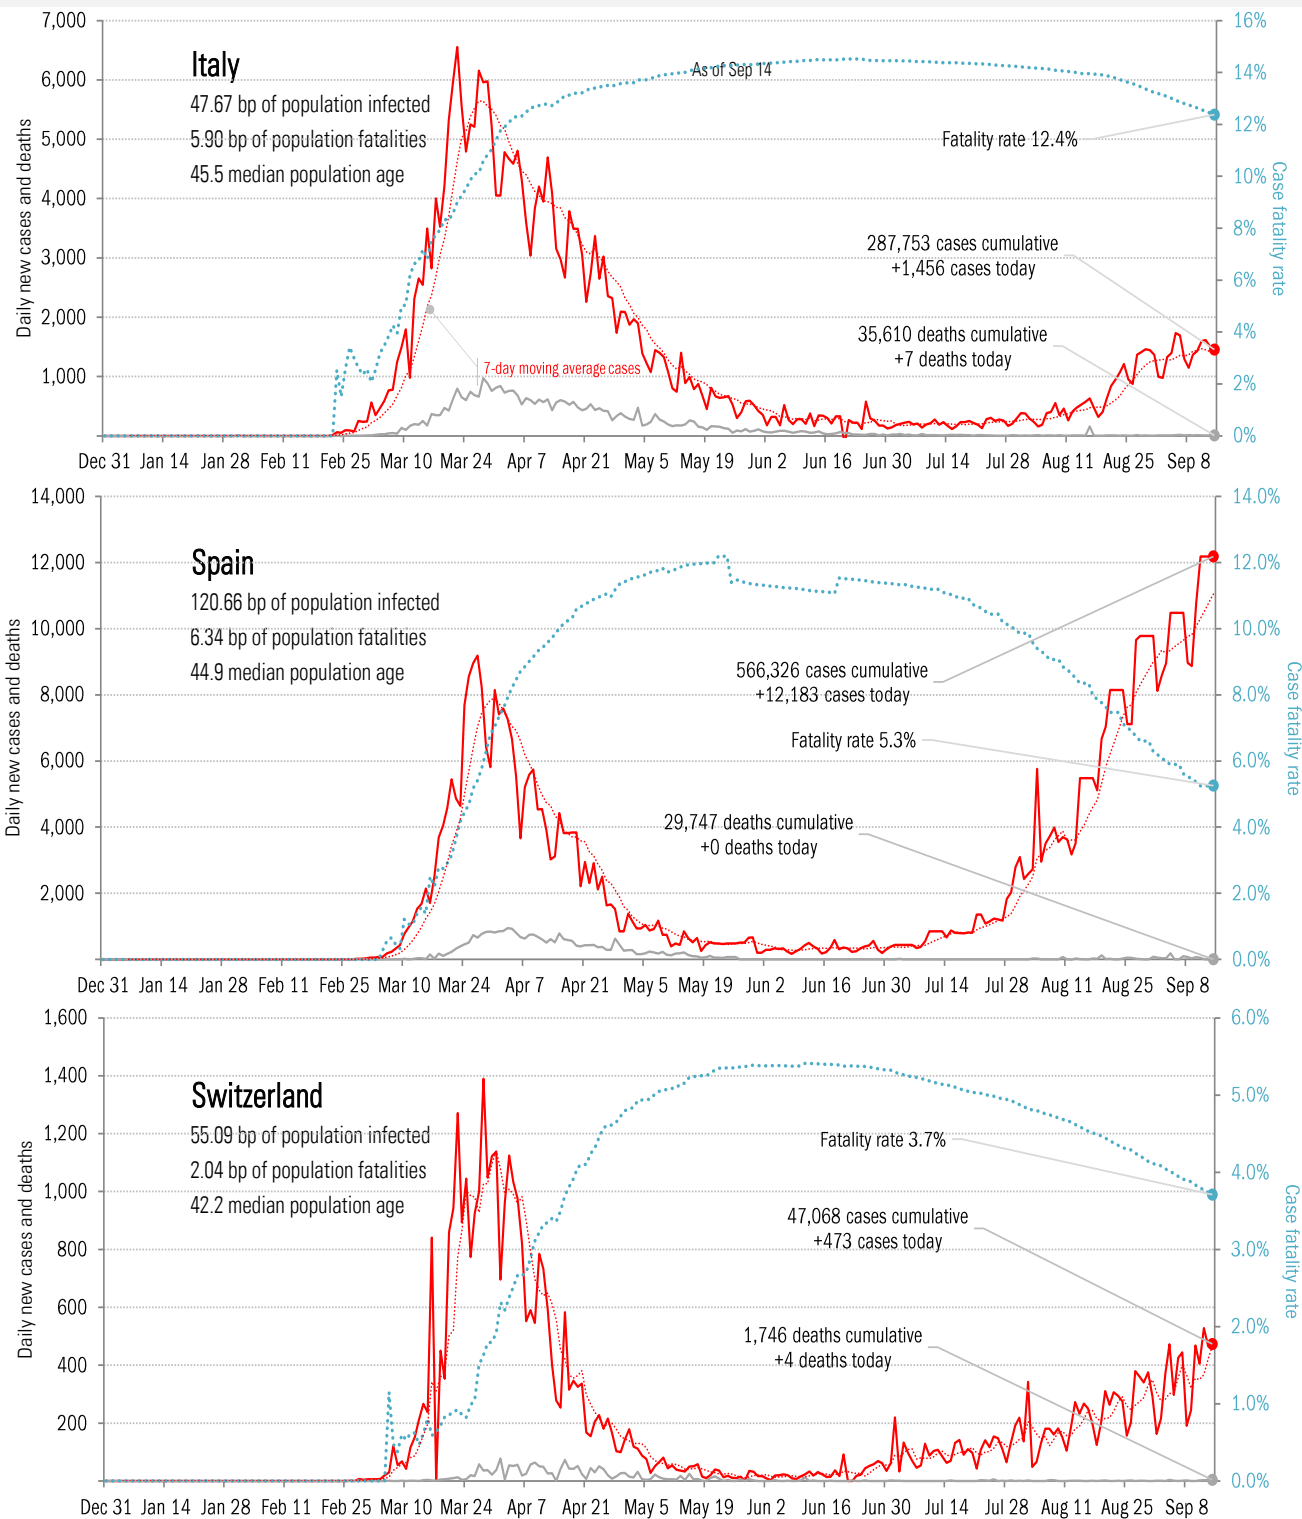 7,000
6,000
5,000
4,000
3,000
2,000
1,000
Daily new cases and deaths
16%
14%
12%
10%
8%
6%
4%
2%
0%
Case fatality rate
Italy
47.67 bp of population infected
5.90 bp of population fatalities
45.5 median population age
As of Sep 14
Fatality rate 12.4%
287,753 cases cumulative
+1,456 cases today
35,610 deaths cumulative
+7 deaths today
7-day moving average cases
Dec 31 Jan 14 Jan 28 Feb 11 Feb 25 Mar 10 Mar 24 Apr 7 Apr 21 May 5 May 19 Jun 2 Jun 16 Jun 30 Jul 14 Jul 28 Aug 11 Aug 25 Sep 8
14,000
12,000
10,000
8,000
6,000
4,000
2,000
Daily new cases and deaths
14.0%
12.0%
10.0%
8.0%
6.0%
4.0%
2.0%
0.0%
Case fatality rate
Spain
120.66 bp of population infected
6.34 bp of population fatalities
44.9 median population age
566,326 cases cumulative
+12,183 cases today
Fatality rate 5.3%
29,747 deaths cumulative
+0 deaths today
Dec 31 Jan 14 Jan 28 Feb 11 Feb 25 Mar 10 Mar 24 Apr 7 Apr 21 May 5 May 19 Jun 2 Jun 16 Jun 30 Jul 14 Jul 28 Aug 11 Aug 25 Sep 8
1,600
1,400
1,200
1,000
800
600
400
200
Daily new cases and deaths
6.0%
5.0%
4.0%
3.0%
2.0%
1.0%
0.0%
Case fatality rate
Switzerland
55.09 bp of population infected
2.04 bp of population fatalities
42.2 median population age
Fatality rate 3.7%
47,068 cases cumulative
+473 cases today
1,746 deaths cumulative
+4 deaths today
Dec 31 Jan 14 Jan 28 Feb 11 Feb 25 Mar 10 Mar 24 Apr 7 Apr 21 May 5 May 19 Jun 2 Jun 16 Jun 30 Jul 14 Jul 28 Aug 11 Aug 25 Sep 8